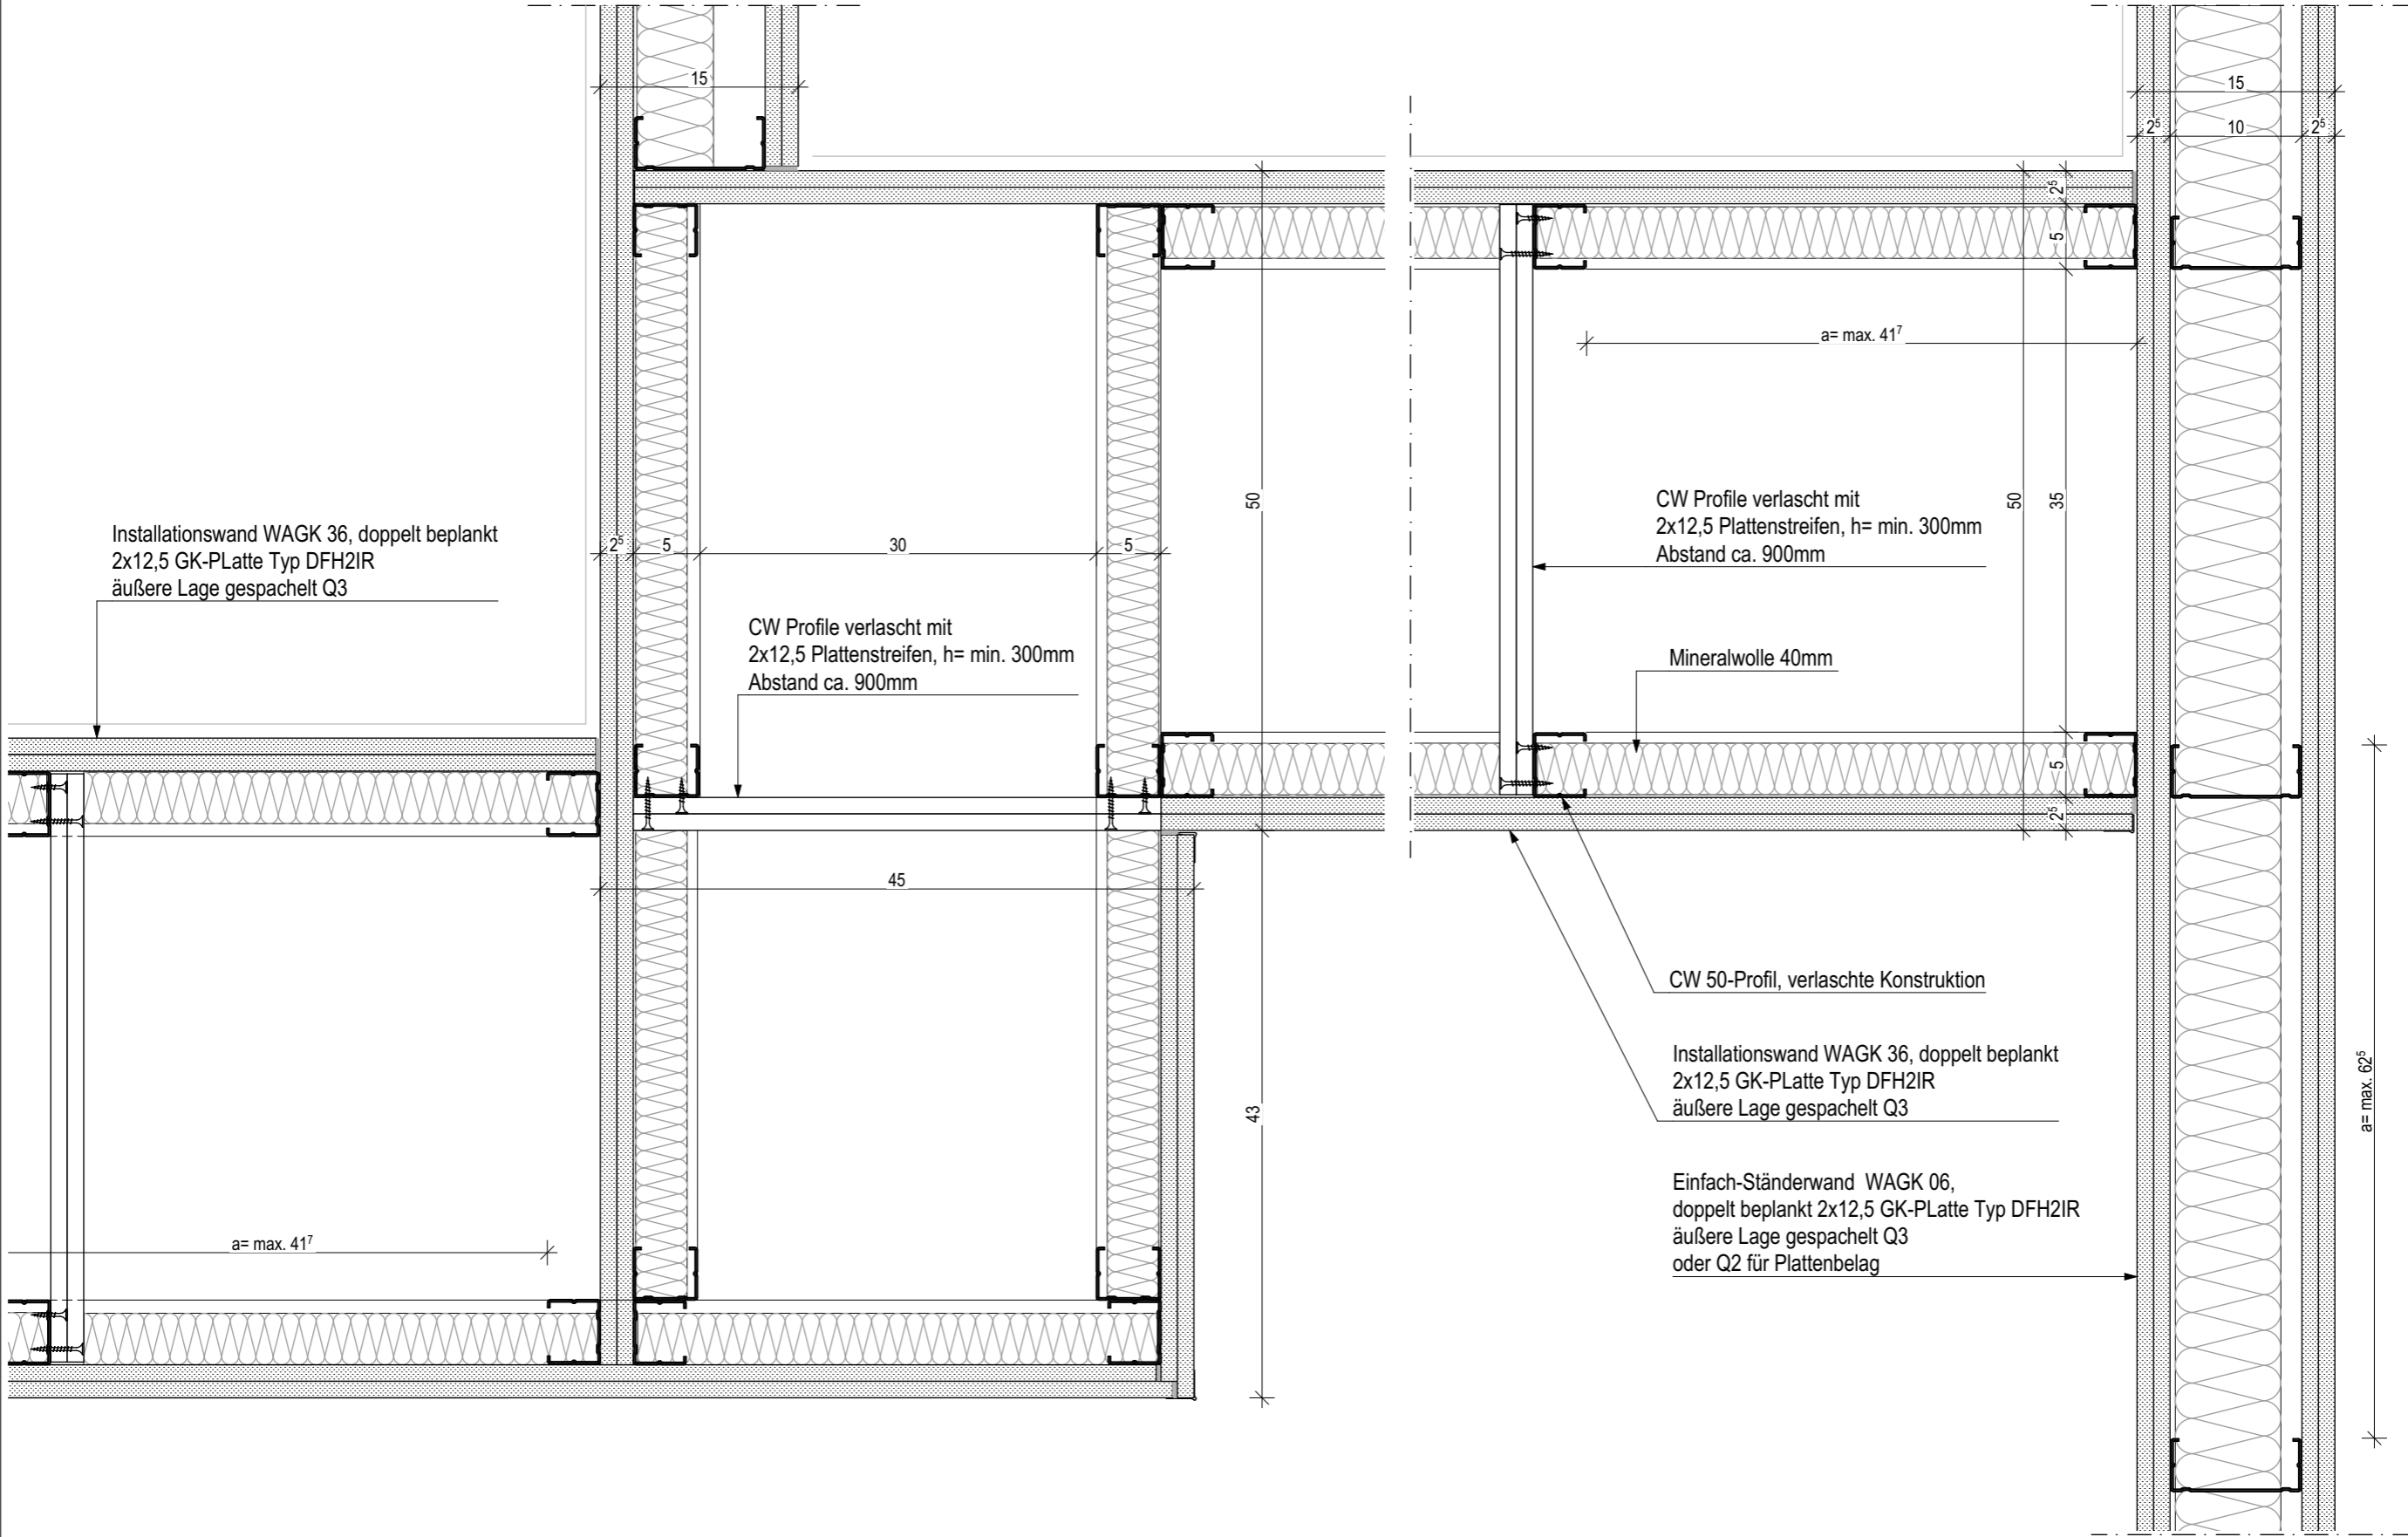 15
15
2⁵
10
2⁵
2⁵
5
a= max. 41⁷
50
CW Profile verlascht mit
2x12,5 Plattenstreifen, h= min. 300mm
Abstand ca. 900mm
50
35
Installationswand WAGK 36, doppelt beplankt
2x12,5 GK-PLatte Typ DFH2IR
äußere Lage gespachelt Q3
2⁵
5
30
5
CW Profile verlascht mit
2x12,5 Plattenstreifen, h= min. 300mm
Abstand ca. 900mm
Mineralwolle 40mm
5
2⁵
45
CW 50-Profil, verlaschte Konstruktion
Installationswand WAGK 36, doppelt beplankt
2x12,5 GK-PLatte Typ DFH2IR
äußere Lage gespachelt Q3
43
a= max. 62⁵
Einfach-Ständerwand  WAGK 06,
doppelt beplankt 2x12,5 GK-PLatte Typ DFH2IR
äußere Lage gespachelt Q3
oder Q2 für Plattenbelag
a= max. 41⁷